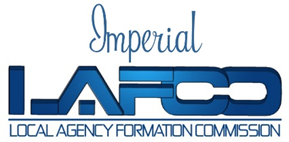 Imperial
LAFCO
LOCAL AGENCY FORMATION COMMISSION